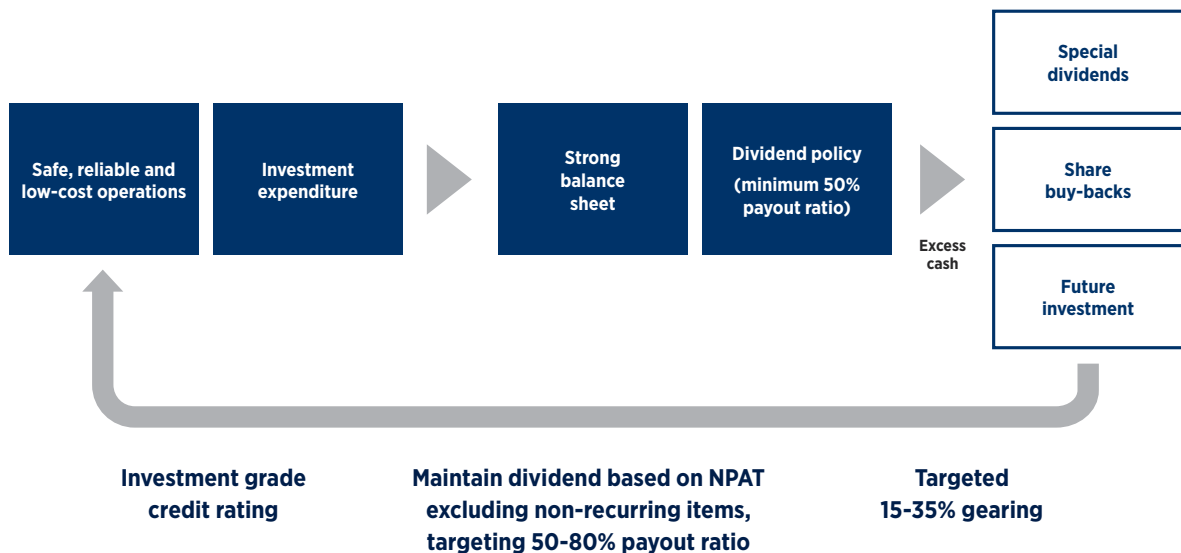 Safe, reliable and
low-cost operations
Investment
expenditure
Strong
balance
sheet
Dividend policy
(minimum 50%
payout ratio)
Excess
cash
Special
dividends
Share
buy-backs
Future
investment
Investment grade
credit rating
Maintain dividend based on NPAT
excluding non-recurring items,
targeting 50-80% payout ratio
Targeted
15-35% gearing